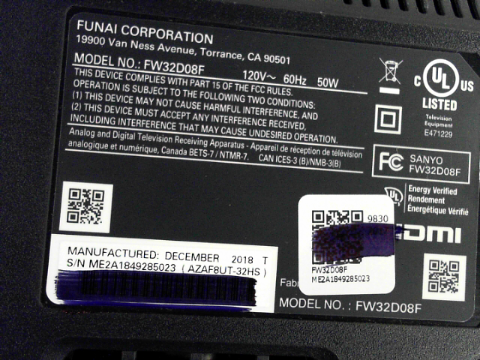 FUNAI CORPORATION
19900 Van Ness Avenue, Torrance, CA 90501
MODEL NO.: FW32D08F 120V~ 60Hz 50W
THIS DEVICE COMPLIES WITH PART 15 OF THE FCC RULES.
OPERATION IS SUBJECT TO THE FOLLOWING TWO CONDITIONS:
(1) THIS DEVICE MAY NOT CAUSE HARMFUL INTERFERENCE, AND
(2) THIS DEVICE MUST ACCEPT ANY INTERFERENCE RECEIVED,
INCLUDING INTERFERENCE THAT MAY CAUSE UNDESIRED OPERATION.
Analog and Digital Television Receiving Apparatus - Appareil de réception de télévision
analogique et numérique, Canada BETS-7 / NTMR-7. CAN ICES-3 (B)/NMB-3(B)
C UL US
LISTED
Television
Equipment
E471229
FC SANYO
FW32D08F
UL
Energy Verified
Rendement
Énergétique Vérifié
9830
FW32D08F
ME2A1849285023
MANUFACTURED: DECEMBER 2018 T
S/N ME2A1849285023 (AZAF8UT-32HS)
MODEL NO.: FW32D08F